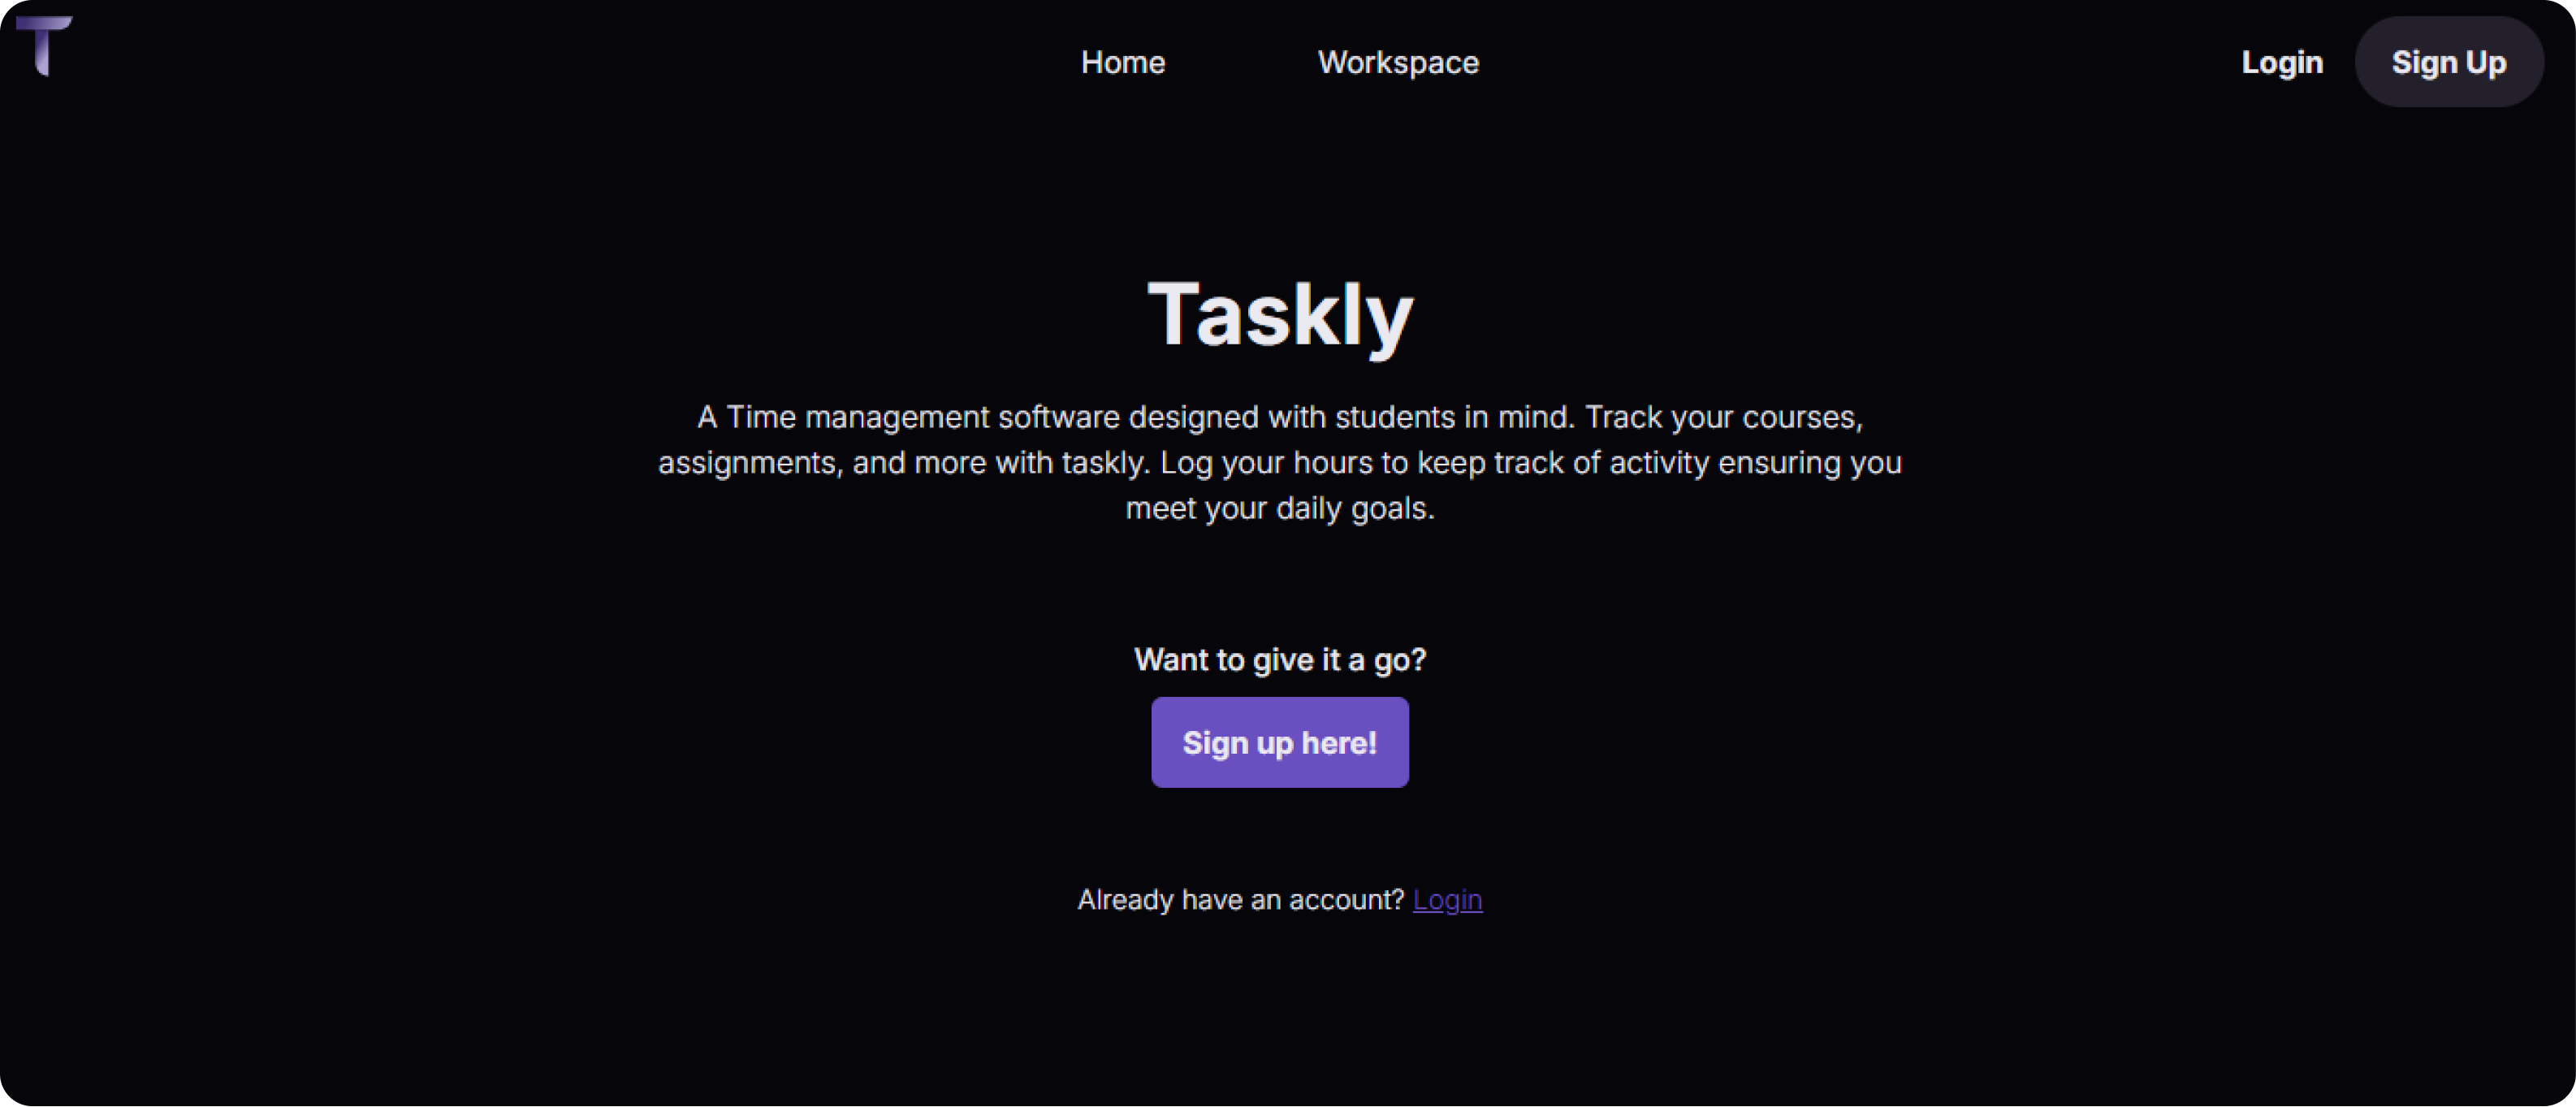 T
Home
Workspace
Login
Sign Up
Taskly
A Time management software designed with students in mind. Track your courses,
assignments, and more with taskly. Log your hours to keep track of activity ensuring you
meet your daily goals.
Want to give it a go?
Sign up here!
Already have an account? Login